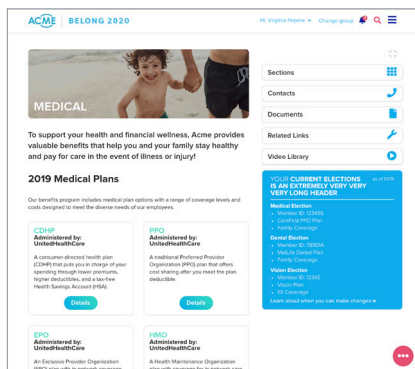 ACME BELONG 2020
Hi, Virginia Pepere Change group
MEDICAL
To support your health and financial wellness, Acme provides
valuable benefits that help you and your family stay healthy
and pay for care in the event of illness or injury!
2019 Medical Plans
Our benefits program includes medical plan options with a range of coverage levels and
costs designed to meet the diverse needs of our employees.
CDHP
Administered by:
UnitedHealthCare
A consumer-directed health plan
(CDHP) that puts you in charge of your
spending through lower premiums,
higher deductibles, and a tax-free
Health Savings Account (HSA).
Details
PPO
Administered by:
UnitedHealthCare
A traditional Preferred Provider
Organization (PPO) plan that offers
cost sharing after you meet the plan
deductible.
Details
EPO
Administered by:
UnitedHealthCare
An Exclusive Provider Organization
HMO
Administered by:
UnitedHealthCare
A Health Maintenance Organization
Sections
Contacts
Documents
Related Links
Video Library
YOUR CURRENT ELECTIONS
IS AN EXTREMELY VERY VERY
VERY LONG HEADER
Medical Election
Member ID: 123456
CareFirst PPO Plan
Family Coverage
Dental Election
MetLife Dental Plan
Family Coverage
Vision Election
Member ID: 12345
Vision Plan
EE Coverage
Learn about when you can make changes »